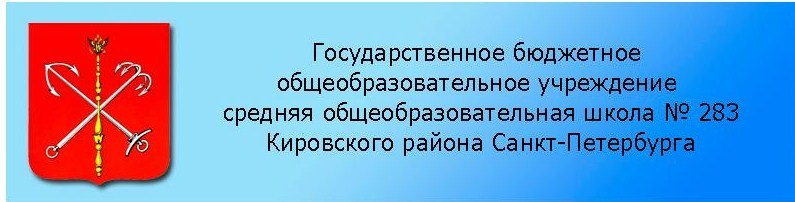 Государственное бюджетное
общеобразовательное учреждение
средняя общеобразовательная школа № 283
Кировского района Санкт-Петербурга